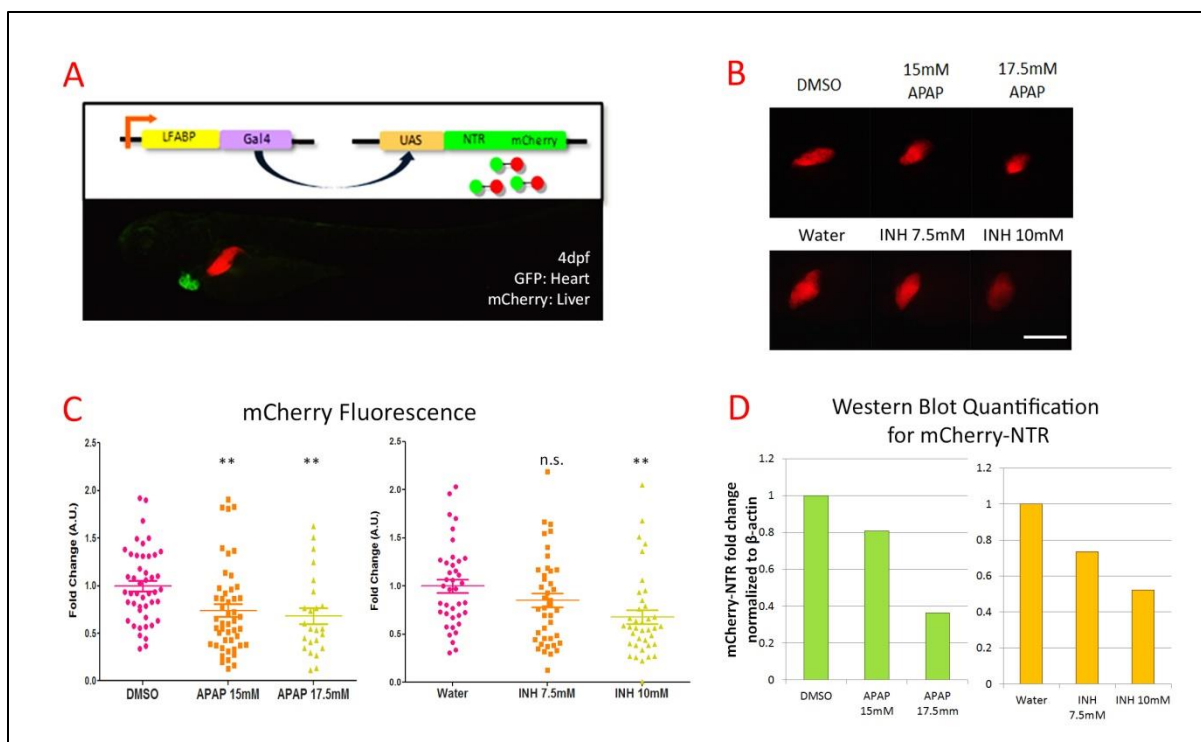 A
LFABP Gal4 UAS NTR mCherry
4dpf
GFP: Heart
mCherry: Liver
B
DMSO 15mM APAP 17.5mM APAP
Water INH 7.5mM INH 10mM
C
mCherry Fluorescence
Fold Change (A.U.)
2.5
2.0
1.5
1.0
0.5
0.0
** **
DMSO APAP 15mM APAP 17.5mM
Fold Change (A.U.)
2.5
2.0
1.5
1.0
0.5
0.0
n.s. **
Water INH 7.5mM INH 10mM
D
Western Blot Quantification
for mCherry-NTR
mCherry-NTR fold change
normalized to β-actin
1.2
1
0.8
0.6
0.4
0.2
0
DMSO APAP 15mM APAP 17.5mm
1.2
1
0.8
0.6
0.4
0.2
0
Water INH 7.5mM INH 10mM